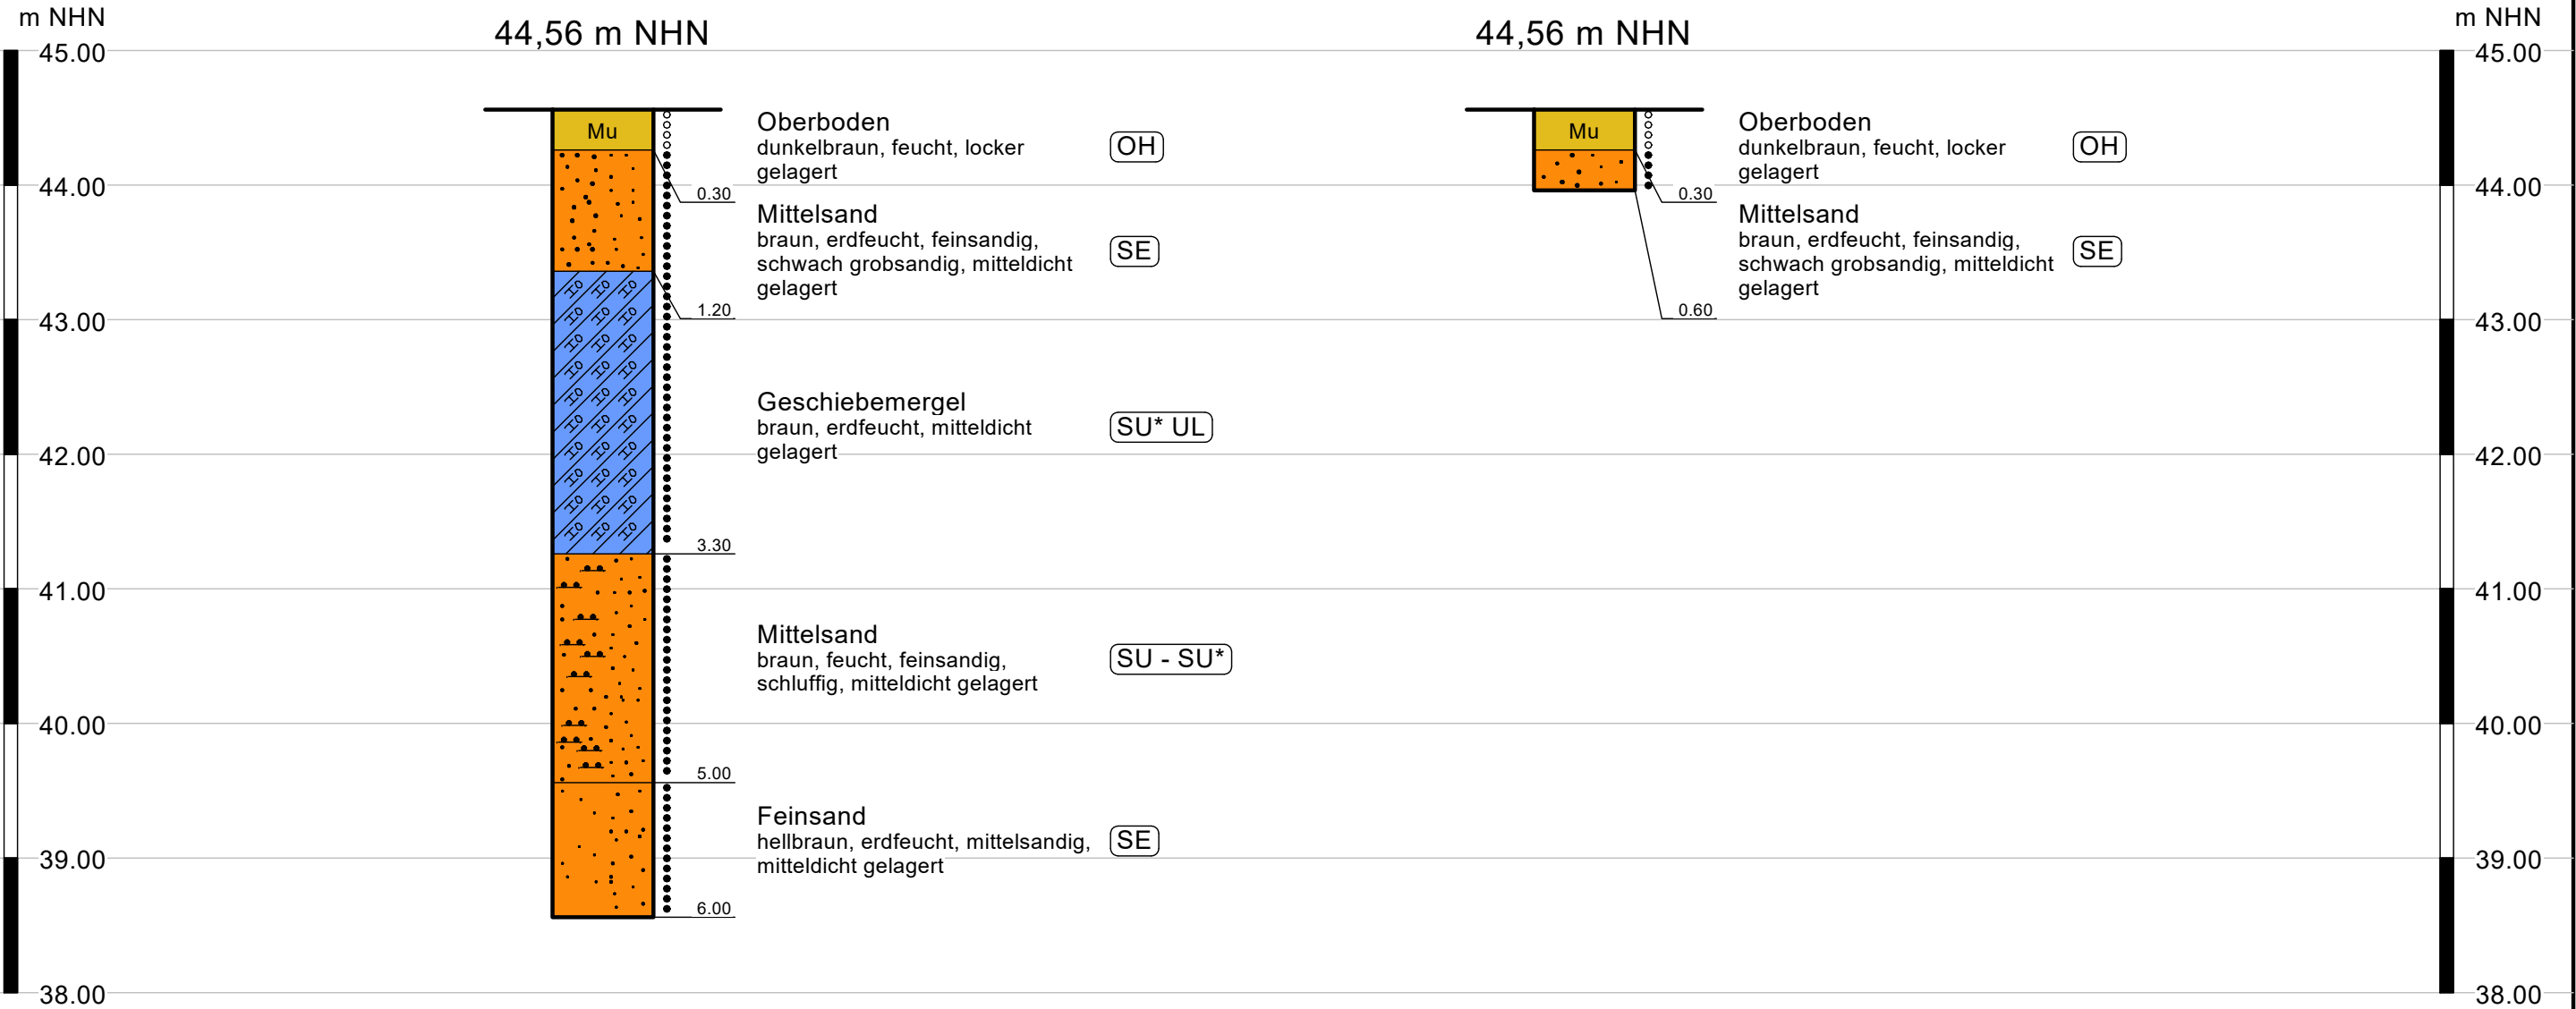 m NHN
44,56 m NHN
44,56 m NHN
m NHN
45.00
44.00
43.00
42.00
41.00
40.00
39.00
38.00
Mu
Oberboden
dunkelbraun, feucht, locker
gelagert
OH
0.30
Mittelsand
braun, erdfeucht, feinsandig,
schwach grobsandig, mitteldicht
gelagert
SE
1.20
Geschiebemergel
braun, erdfeucht, mitteldicht
gelagert
SU* UL
3.30
Mittelsand
braun, feucht, feinsandig,
schluffig, mitteldicht gelagert
SU - SU*
5.00
Feinsand
hellbraun, erdfeucht, mittelsandig,
mitteldicht gelagert
SE
6.00
Mu
Oberboden
dunkelbraun, feucht, locker
gelagert
OH
0.30
Mittelsand
braun, erdfeucht, feinsandig,
schwach grobsandig, mitteldicht
gelagert
SE
0.60
45.00
44.00
43.00
42.00
41.00
40.00
39.00
38.00